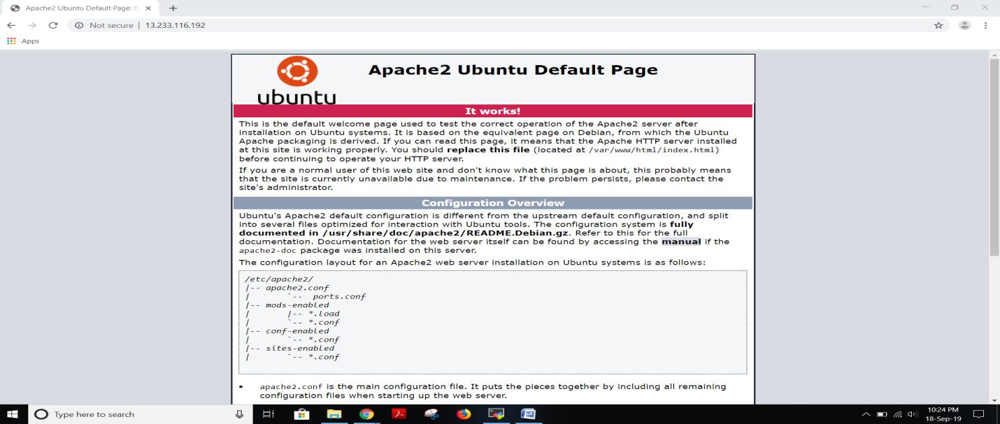 Apache2 Ubuntu Default Page: It
Not secure | 13.233.116.192
Apps
ubuntu
Apache2 Ubuntu Default Page
It works!
This is the default welcome page used to test the correct operation of the Apache2 server after
installation on Ubuntu systems. It is based on the equivalent page on Debian, from which the Ubuntu
Apache packaging is derived. If you can read this page, it means that the Apache HTTP server installed
at this site is working properly. You should replace this file (located at /var/www/html/index.html)
before continuing to operate your HTTP server.
If you are a normal user of this web site and don't know what this page is about, this probably means
that the site is currently unavailable due to maintenance. If the problem persists, please contact the
site's administrator.
Configuration Overview
Ubuntu's Apache2 default configuration is different from the upstream default configuration, and split
into several files optimized for interaction with Ubuntu tools. The configuration system is fully
documented in /usr/share/doc/apache2/README.Debian.gz. Refer to this for the full
documentation. Documentation for the web server itself can be found by accessing the manual if the
apache2-doc package was installed on this server.
The configuration layout for an Apache2 web server installation on Ubuntu systems is as follows:
/etc/apache2/
|-- apache2.conf
|       `--  ports.conf
|-- mods-enabled
|       |-- *.load
|       `-- *.conf
|-- conf-enabled
|       `-- *.conf
|-- sites-enabled
|       `-- *.conf
• apache2.conf is the main configuration file. It puts the pieces together by including all remaining
configuration files when starting up the web server.
Type here to search
10:24 PM
18-Sep-19